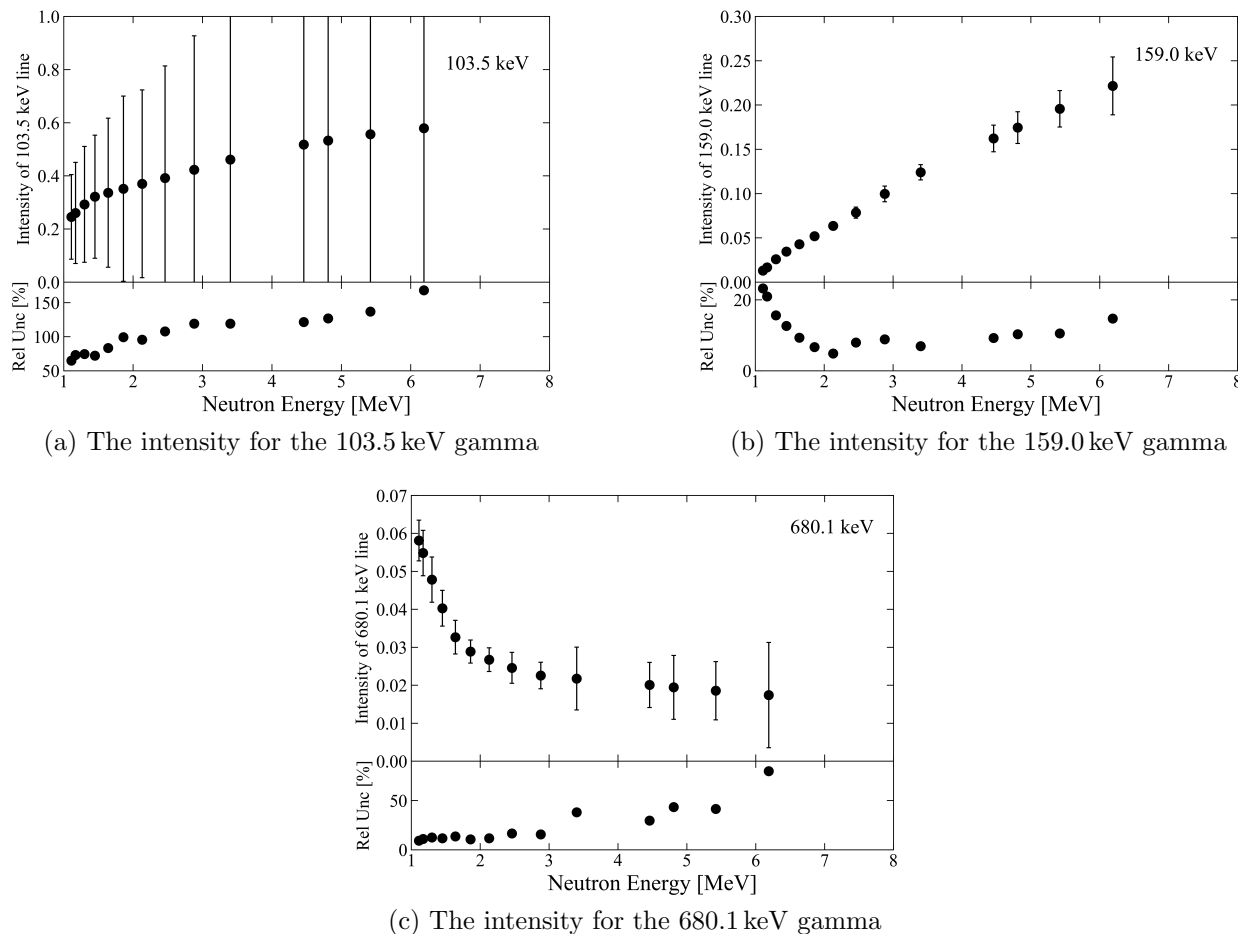 1.0
0.8
0.6
0.4
0.2
0.0
Intensity of 103.5 keV line
103.5 keV
150
100
50
Rel Unc [%]
1 2 3 4 5 6 7 8
Neutron Energy [MeV]
(a) The intensity for the 103.5 keV gamma
0.30
0.25
0.20
0.15
0.10
0.05
0.00
Intensity of 159.0 keV line
159.0 keV
20
0
Rel Unc [%]
1 2 3 4 5 6 7 8
Neutron Energy [MeV]
(b) The intensity for the 159.0 keV gamma
0.07
0.06
0.05
0.04
0.03
0.02
0.01
0.00
Intensity of 680.1 keV line
680.1 keV
50
0
Rel Unc [%]
1 2 3 4 5 6 7 8
Neutron Energy [MeV]
(c) The intensity for the 680.1 keV gamma